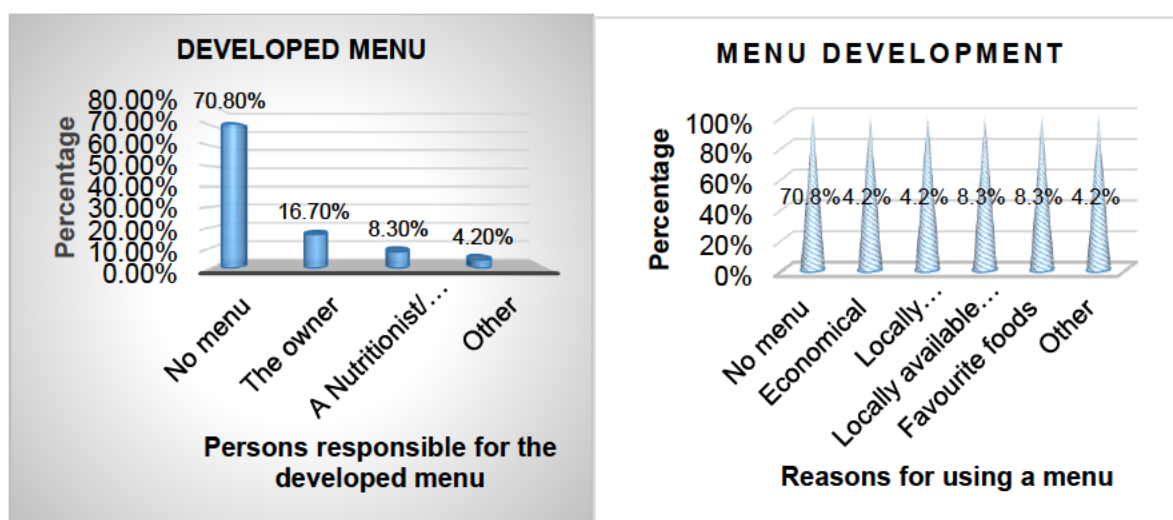 DEVELOPED MENU
Percentage
80.00%
70.00%
60.00%
50.00%
40.00%
30.00%
20.00%
10.00%
0.00%
70.80%
16.70%
8.30%
4.20%
No menu
The owner
A Nutritionist/…
Other
Persons responsible for the
developed menu
MENU DEVELOPMENT
Percentage
100%
80%
60%
40%
20%
0%
70.8%
4.2%
4.2%
8.3%
8.3%
4.2%
No menu
Economical
Locally…
Locally available…
Favourite foods
Other
Reasons for using a menu